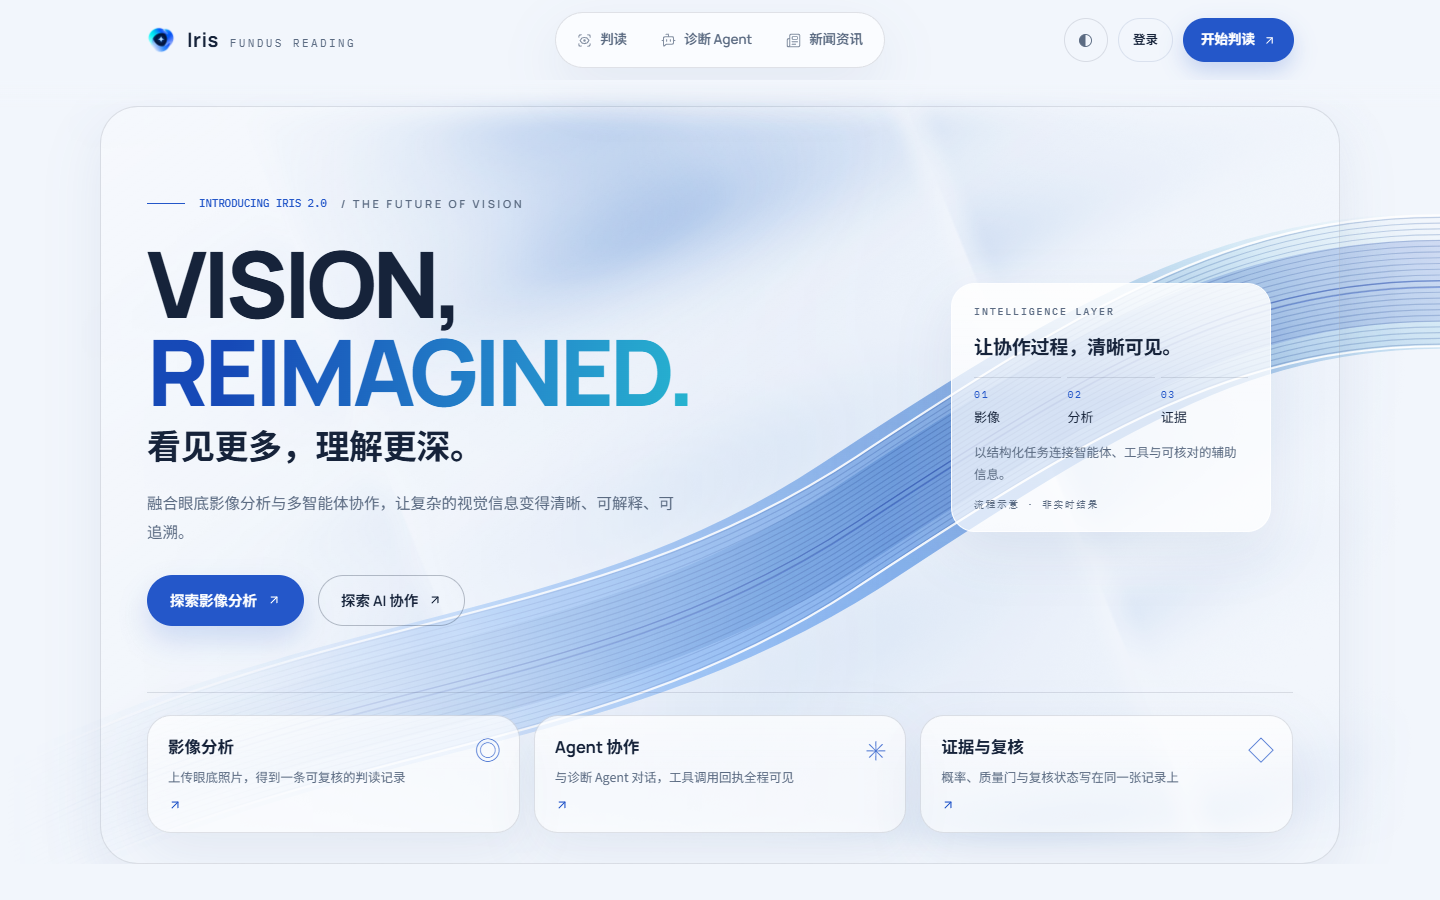 Iris FUNDUS READING
判读
诊断 Agent
新闻资讯
登录
开始判读
INTRODUCING IRIS 2.0 / THE FUTURE OF VISION
VISION,
REIMAGINED.
看见更多，理解更深。
融合眼底影像分析与多智能体协作，让复杂的视觉信息变得清晰、可解释、可
追溯。
探索影像分析
探索 AI 协作
INTELLIGENCE LAYER
让协作过程，清晰可见。
01 02 03
影像 分析 证据
以结构化任务连接智能体、工具与可核对的辅助
信息。
流程示意 · 非实时结果
影像分析
上传眼底照片，得到一条可复核的判读记录
Agent 协作
与诊断 Agent 对话，工具调用回执全程可见
证据与复核
概率、质量门与复核状态写在同一张记录上